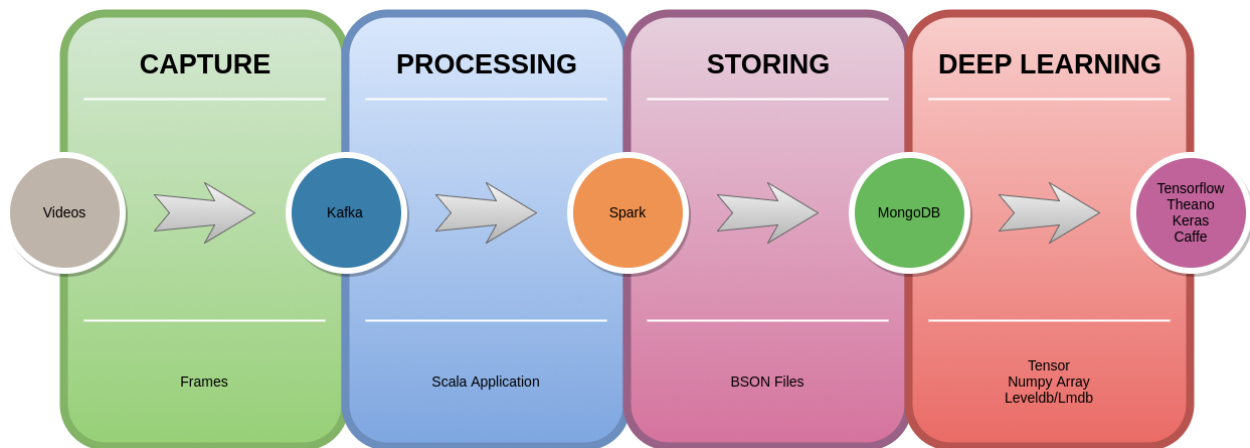 CAPTURE
PROCESSING
STORING
DEEP LEARNING
Videos
Kafka
Spark
MongoDB
Tensorflow
Theano
Keras
Caffe
Frames
Scala Application
BSON Files
Tensor
Numpy Array
Leveldb/Lmdb